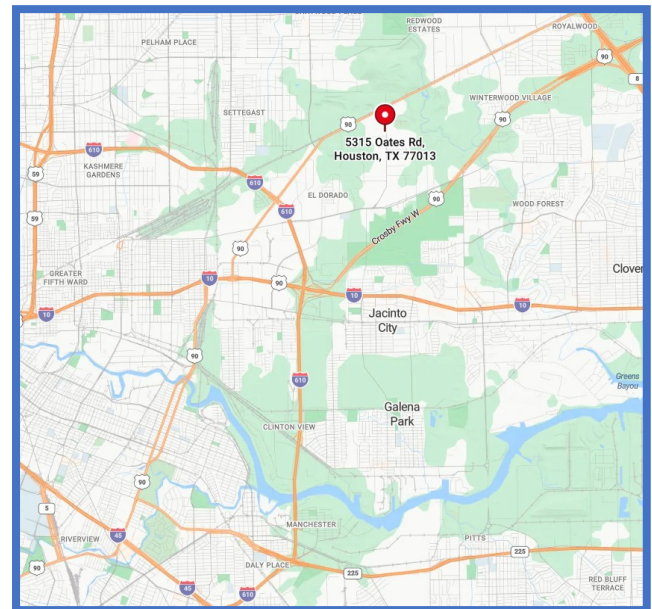 REDWOOD
ESTATES
ROYALWOOD
PELHAM PLACE
90
8
WINTERWOOD VILLAGE
SETTEGAST
90
90
5315 Oates Rd,
Houston, TX 77013
610
KASHMERE
GARDENS
59
610
EL DORADO
90
WOOD FOREST
610
59
Crosby Fwy W
90
GREATER
FIFTH WARD
10
90
Clover
10
10
10
Jacinto
City
90
610
Greens
Bayou
Galena
Park
CLINTON VIEW
90
5
MANCHESTER
RIVERVIEW
45
PITTS
225
90
DALY PLACE
225
RED BLUFF
TERRACE
45
610